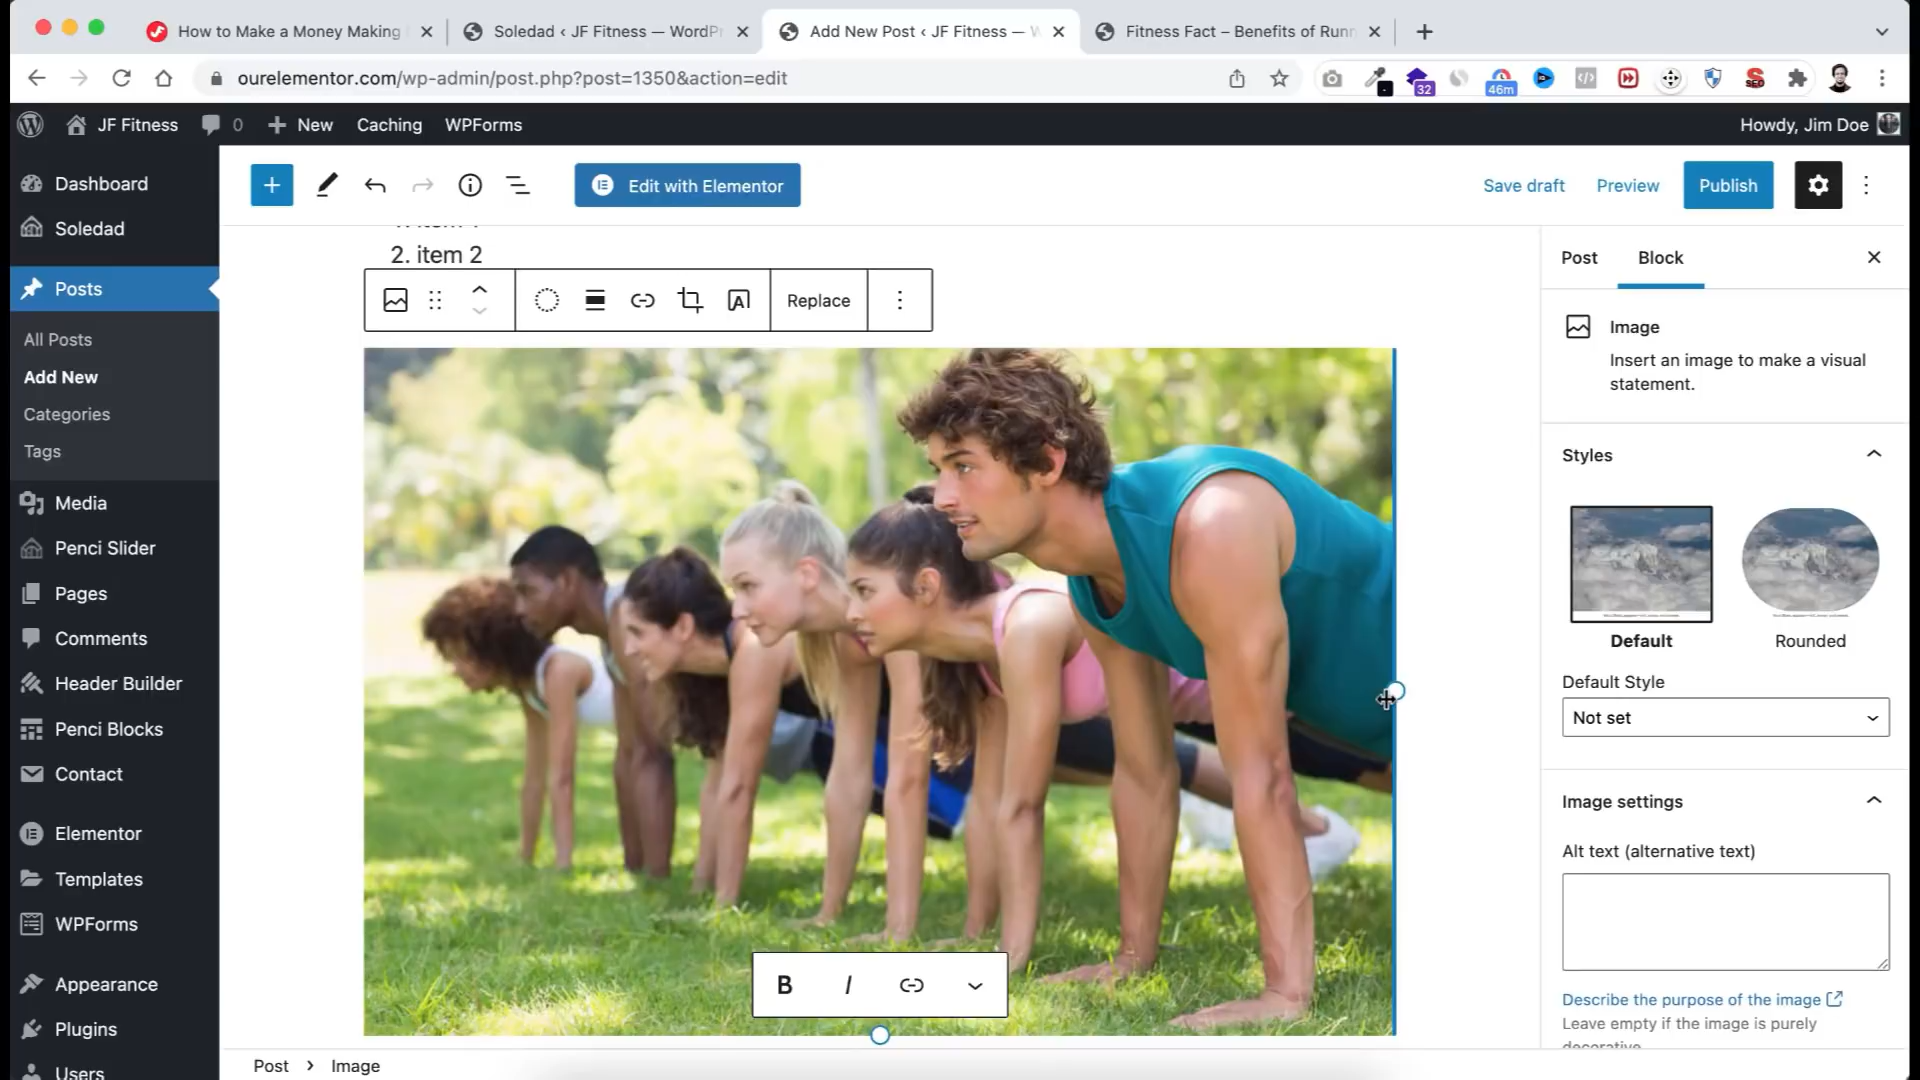 How to Make a Money Making
Soledad ‹ JF Fitness — WordPr
Add New Post ‹ JF Fitness — W
Fitness Fact – Benefits of Runn
ourelementor.com/wp-admin/post.php?post=1350&action=edit
32
46m
SEO
JF Fitness
0
New
Caching
WPForms
Howdy, Jim Doe
Dashboard
Soledad
Posts
All Posts
Add New
Categories
Tags
Media
Penci Slider
Pages
Comments
Header Builder
Penci Blocks
Contact
Elementor
Templates
WPForms
Appearance
Plugins
Users
Edit with Elementor
Save draft
Preview
Publish
2. item 2
Replace
B
I
Post
Block
Image
Insert an image to make a visual
statement.
Styles
Default
Rounded
Default Style
Not set
Image settings
Alt text (alternative text)
Describe the purpose of the image
Leave empty if the image is purely
decorative.
Post › Image